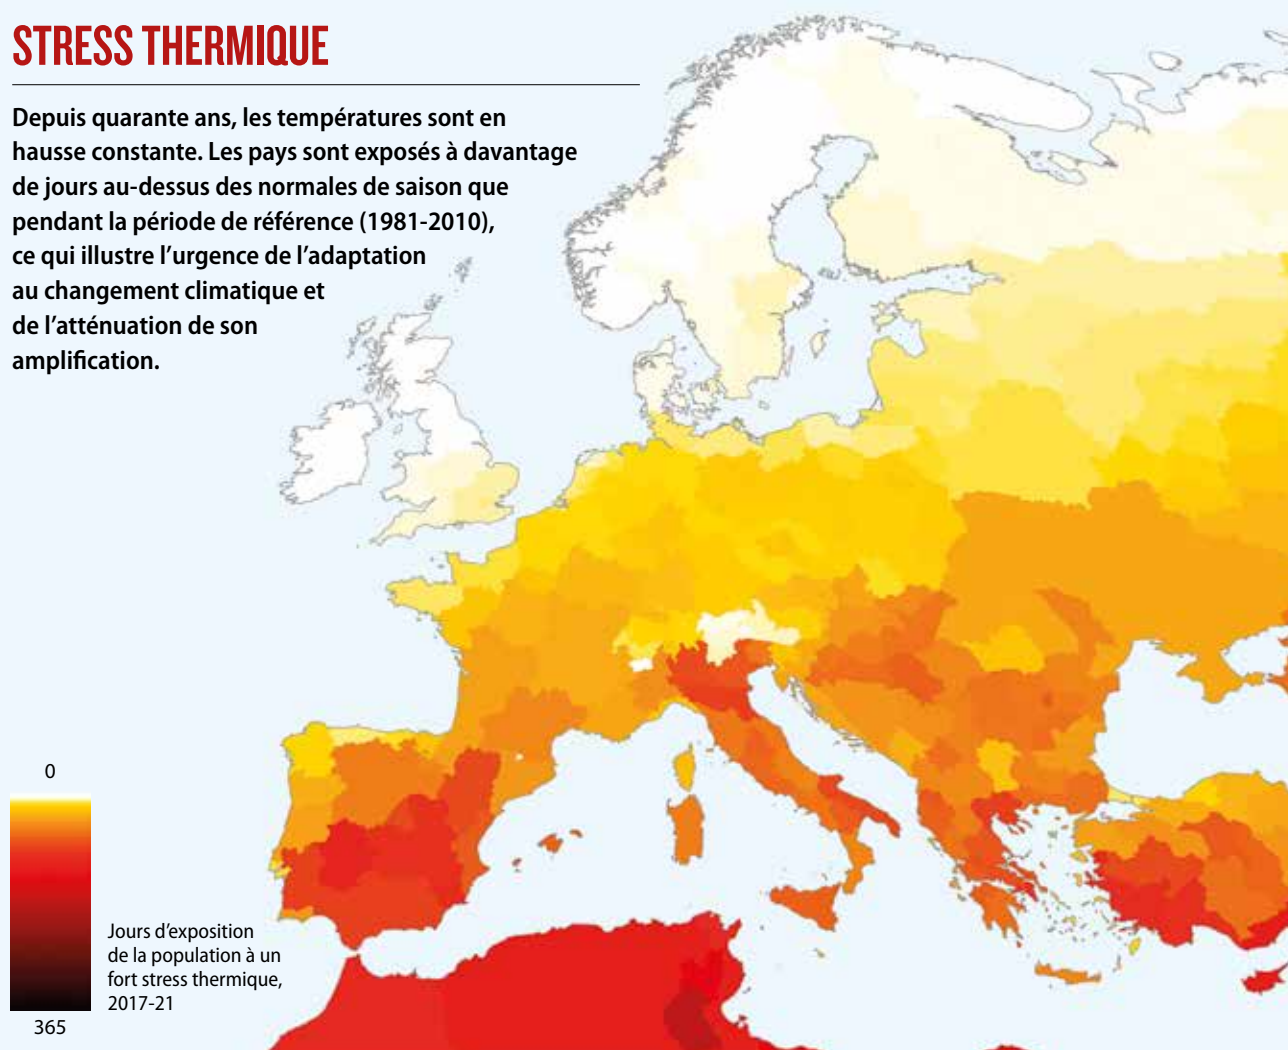 STRESS THERMIQUE
Depuis quarante ans, les températures sont en
hausse constante. Les pays sont exposés à davantage
de jours au-dessus des normales de saison que
pendant la période de référence (1981-2010),
ce qui illustre l’urgence de l’adaptation
au changement climatique et
de l’atténuation de son
amplification.
0
Jours d’exposition
de la population à un
fort stress thermique,
2017-21
365